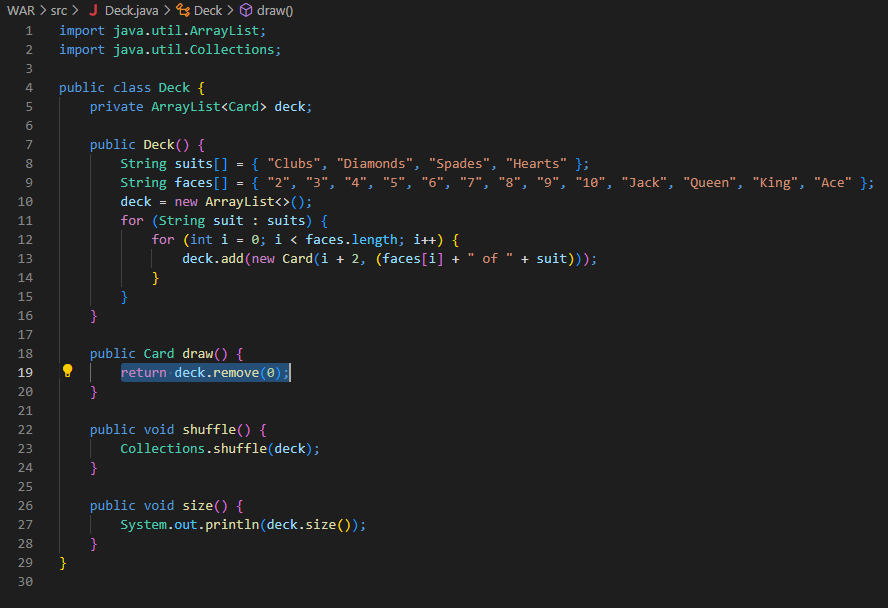 WAR > src > J Deck.java > Deck > draw()
1 import java.util.ArrayList;
2 import java.util.Collections;
3
4 public class Deck {
5     private ArrayList<Card> deck;
6
7     public Deck() {
8         String suits[] = { "Clubs", "Diamonds", "Spades", "Hearts" };
9         String faces[] = { "2", "3", "4", "5", "6", "7", "8", "9", "10", "Jack", "Queen", "King", "Ace" };
10         deck = new ArrayList<>();
11         for (String suit : suits) {
12             for (int i = 0; i < faces.length; i++) {
13                 deck.add(new Card(i + 2, (faces[i] + " of " + suit)));
14             }
15         }
16     }
17
18     public Card draw() {
19         return deck.remove(0);
20     }
21
22     public void shuffle() {
23         Collections.shuffle(deck);
24     }
25
26     public void size() {
27         System.out.println(deck.size());
28     }
29 }
30